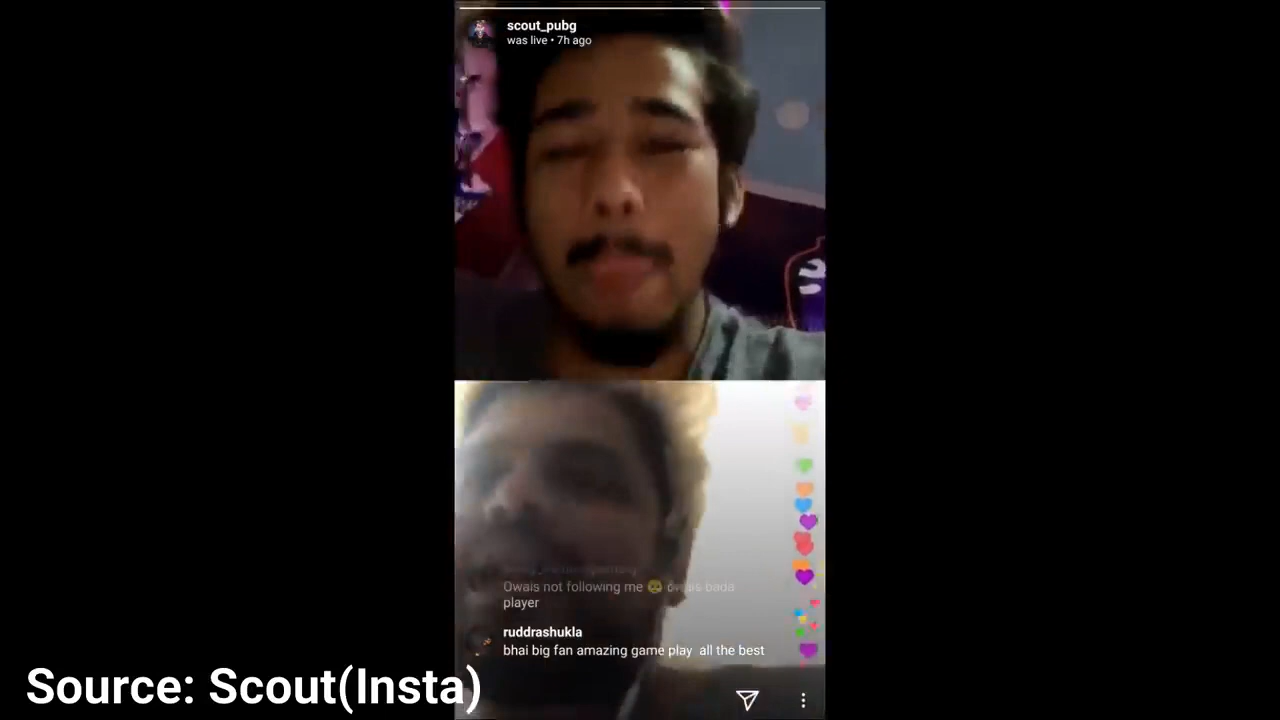 scout_pubg
was live • 7h ago
Owais not following me 🥺 owais bada
player
ruddrashukla
bhai big fan amazing game play all the best
Source: Scout(Insta)